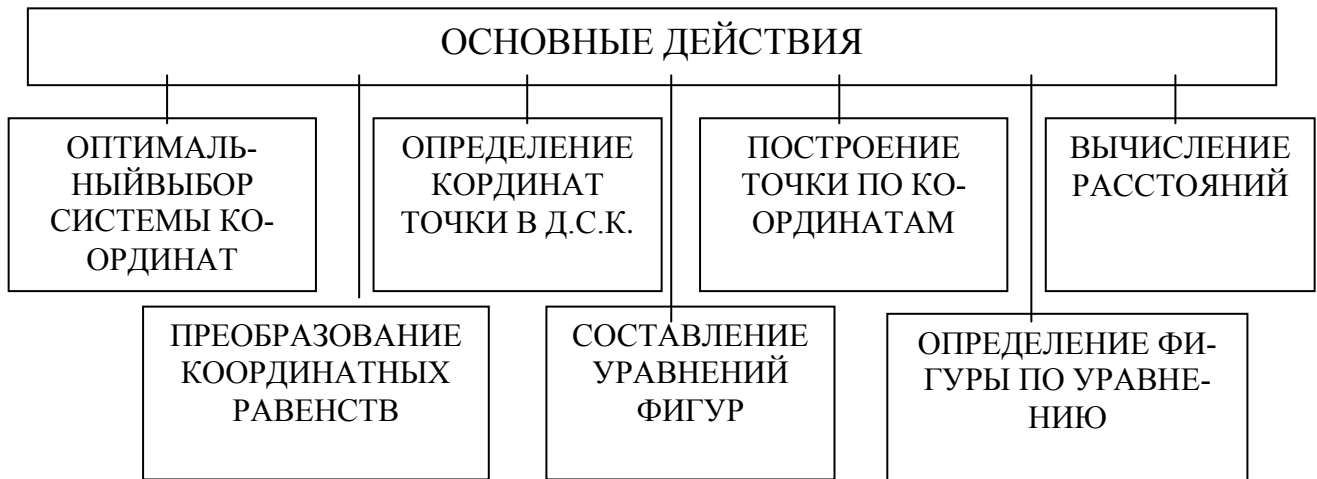 ОСНОВНЫЕ ДЕЙСТВИЯ
ОПТИМАЛЬ-
НЫЙВЫБОР
СИСТЕМЫ КО-
ОРДИНАТ
ОПРЕДЕЛЕНИЕ
КОРДИНАТ
ТОЧКИ В Д.С.К.
ПОСТРОЕНИЕ
ТОЧКИ ПО КО-
ОРДИНАТАМ
ВЫЧИСЛЕНИЕ
РАССТОЯНИЙ
ПРЕОБРАЗОВАНИЕ
КООРДИНАТНЫХ
РАВЕНСТВ
СОСТАВЛЕНИЕ
УРАВНЕНИЙ
ФИГУР
ОПРЕДЕЛЕНИЕ ФИ-
ГУРЫ ПО УРАВНЕ-
НИЮ